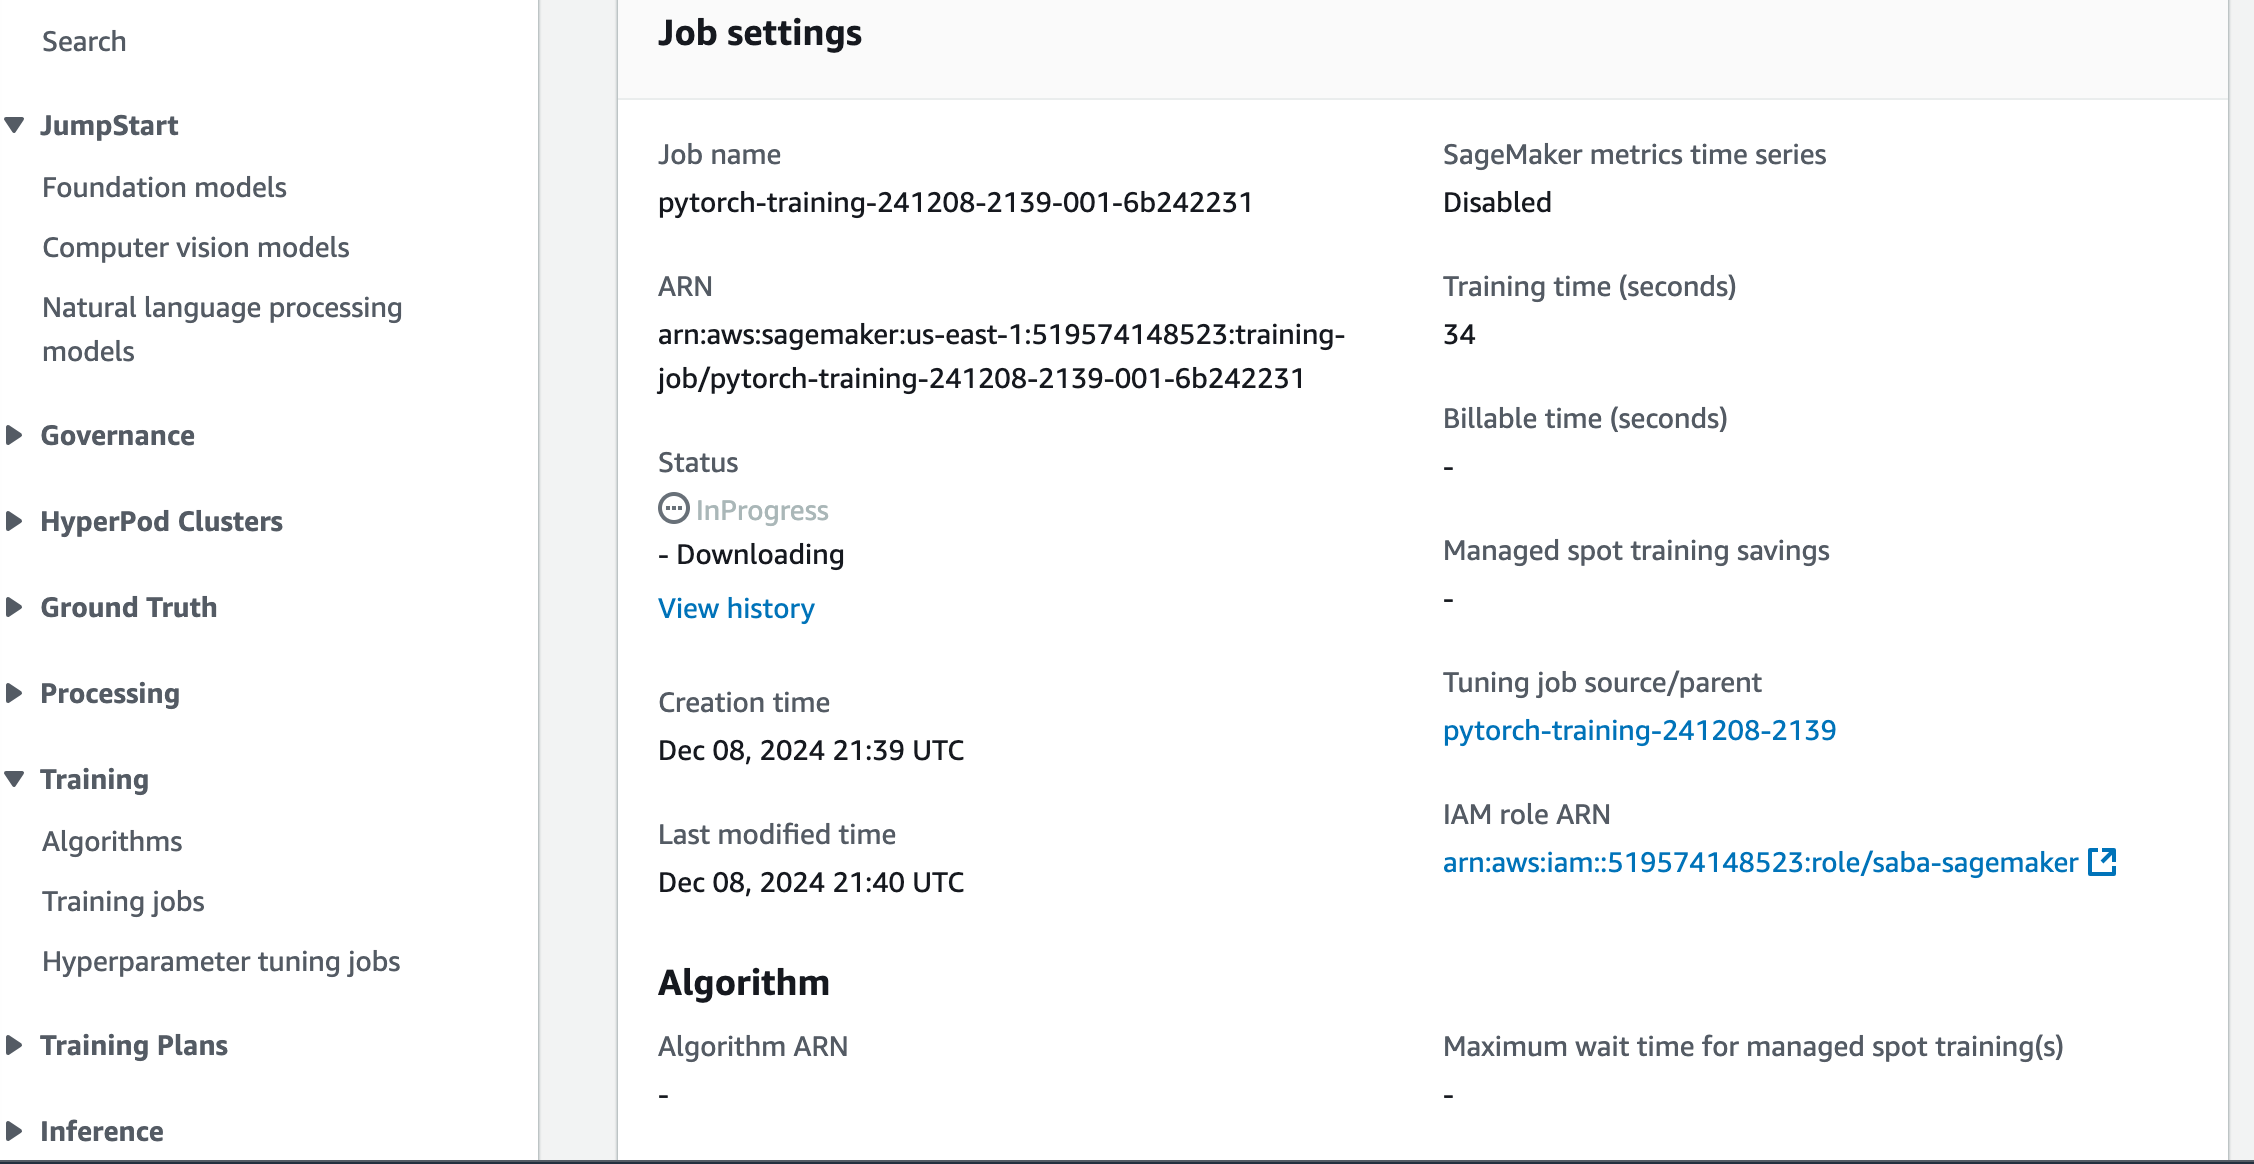 Search
JumpStart
Foundation models
Computer vision models
Natural language processing
models
Governance
HyperPod Clusters
Ground Truth
Processing
Training
Algorithms
Training jobs
Hyperparameter tuning jobs
Training Plans
Inference
Job settings
Job name
pytorch-training-241208-2139-001-6b242231
ARN
arn:aws:sagemaker:us-east-1:519574148523:training-
job/pytorch-training-241208-2139-001-6b242231
Status
InProgress
- Downloading
View history
Creation time
Dec 08, 2024 21:39 UTC
Last modified time
Dec 08, 2024 21:40 UTC
SageMaker metrics time series
Disabled
Training time (seconds)
34
Billable time (seconds)
-
Managed spot training savings
-
Tuning job source/parent
pytorch-training-241208-2139
IAM role ARN
arn:aws:iam::519574148523:role/saba-sagemaker
Algorithm
Algorithm ARN
-
Maximum wait time for managed spot training(s)
-